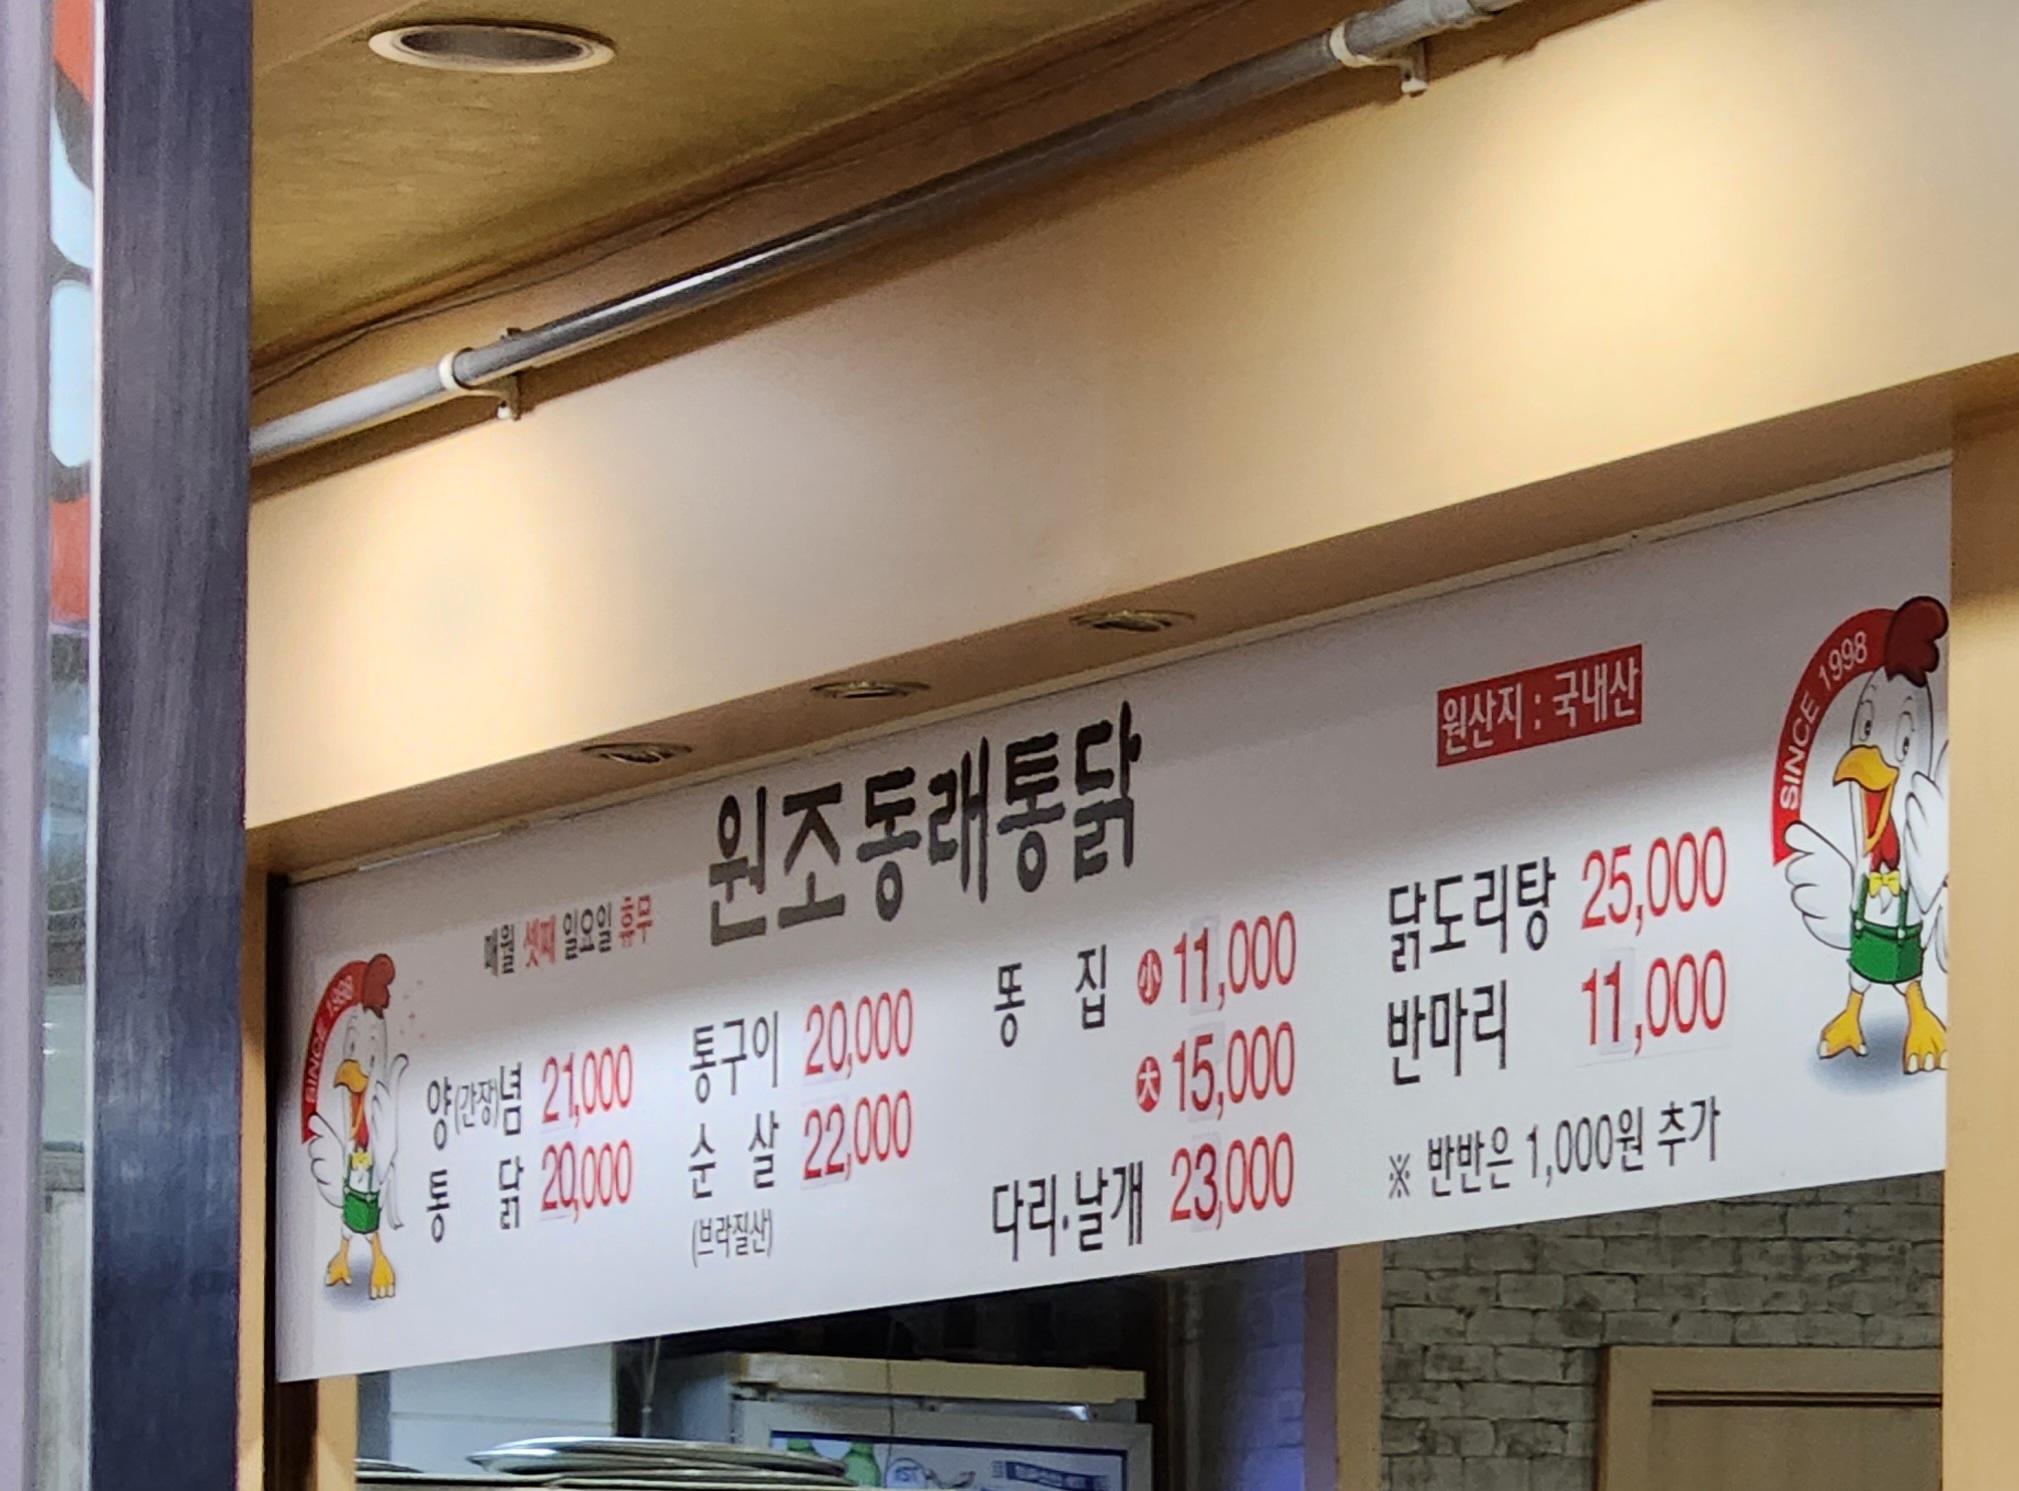 원조동래통닭
원산지 : 국내산
매월 셋째 일요일 휴무
SINCE 1998
양(간장)념 21,000
통 닭 20,000
통구이 20,000
순 살 22,000
(브라질산)
똥 집 小 11,000
大 15,000
다리·날개 23,000
닭도리탕 25,000
반마리 11,000
※ 반반은 1,000원 추가
SINCE 1998